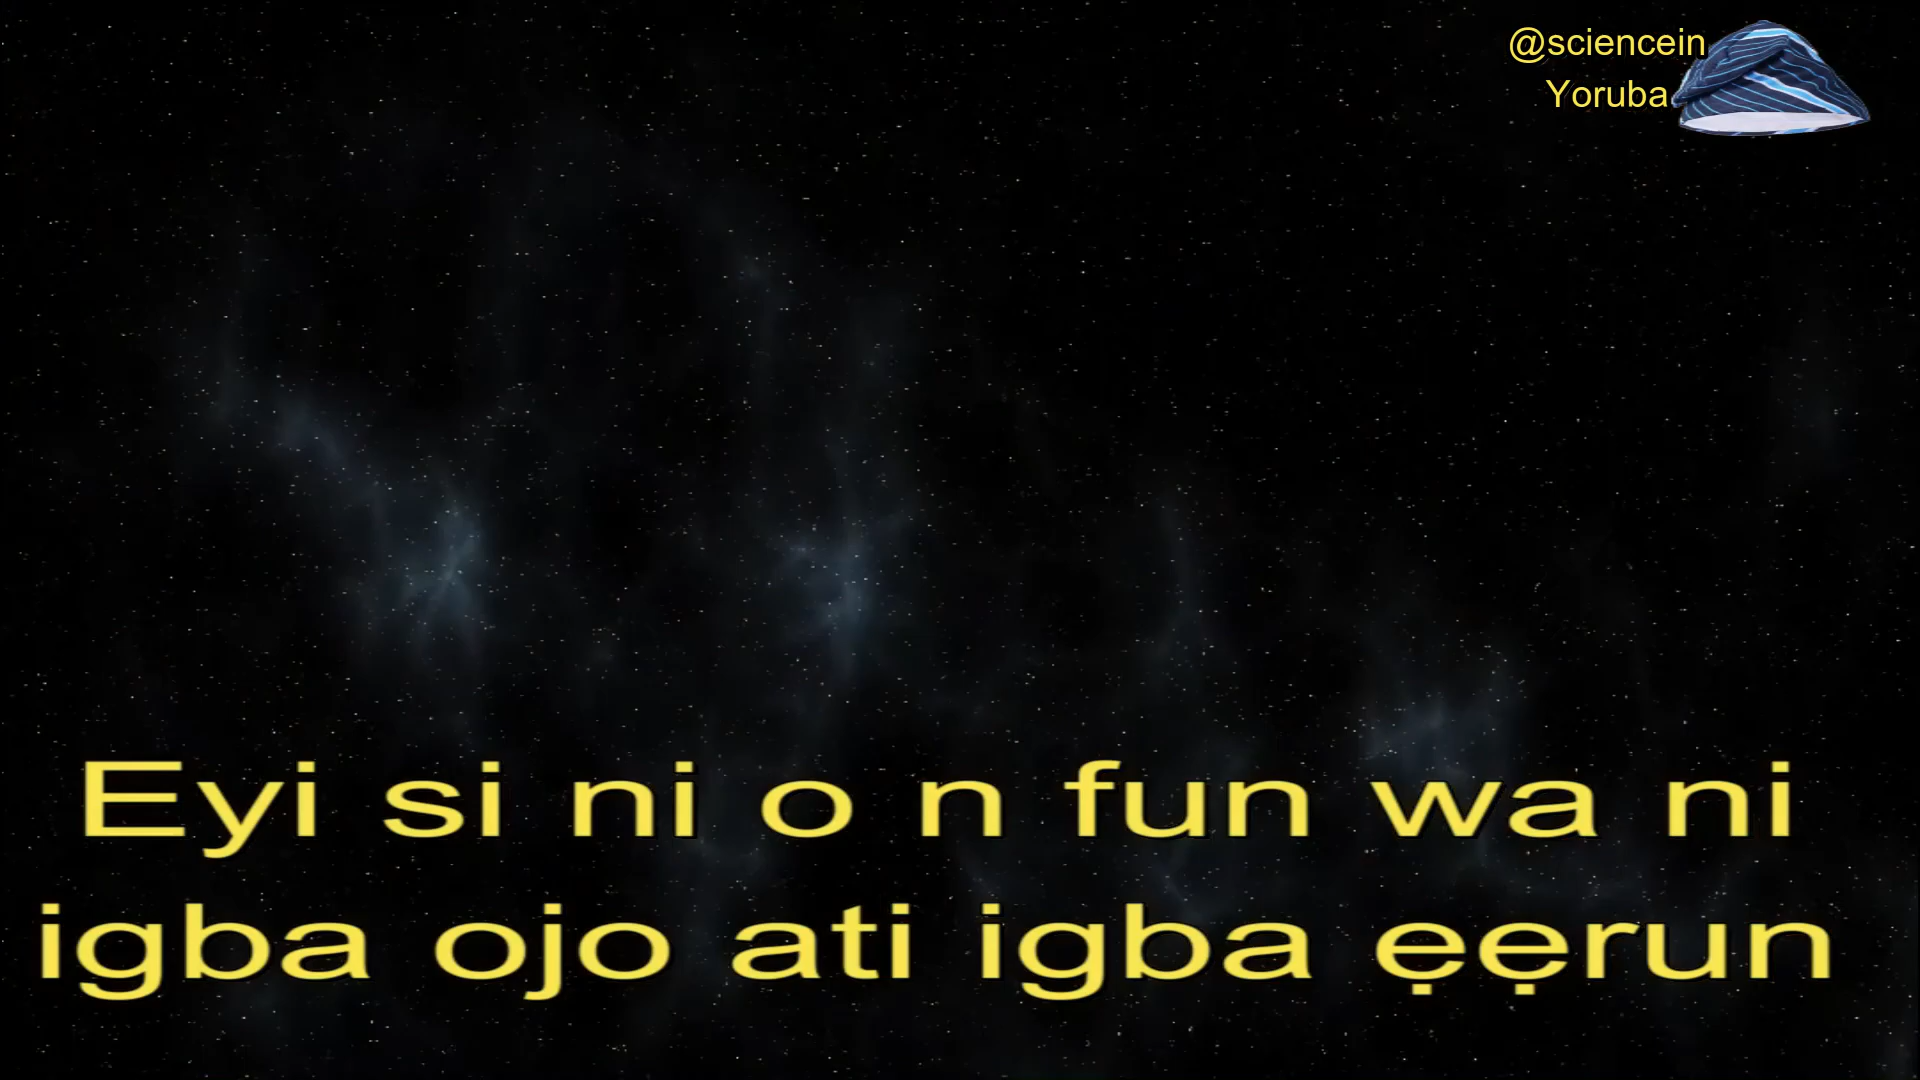 @sciencein
Yoruba
Eyi si ni o n fun wa ni
igba ojo ati igba ẹẹrun